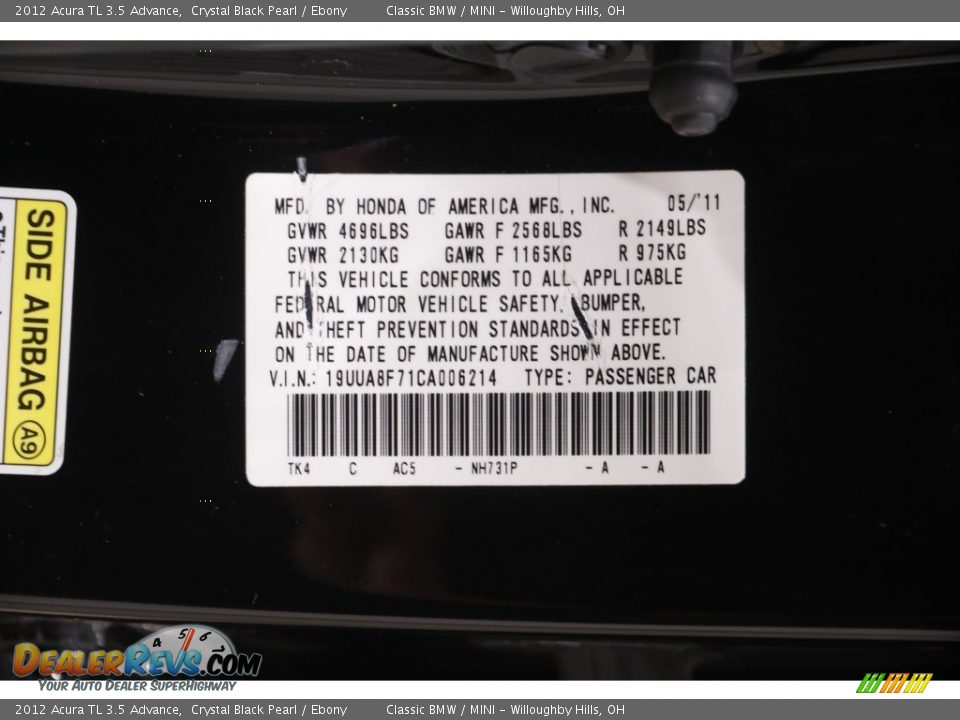 2012 Acura TL 3.5 Advance, Crystal Black Pearl / Ebony Classic BMW / MINI - Willoughby Hills, OH
MFD. BY HONDA OF AMERICA MFG., INC. 05/'11
GVWR 4696LBS GAWR F 2568LBS R 2149LBS
GVWR 2130KG GAWR F 1165KG R 975KG
THIS VEHICLE CONFORMS TO ALL APPLICABLE
FEDERAL MOTOR VEHICLE SAFETY, BUMPER,
AND THEFT PREVENTION STANDARDS IN EFFECT
ON THE DATE OF MANUFACTURE SHOWN ABOVE.
V.I.N.: 19UUA8F71CA006214 TYPE: PASSENGER CAR
TK4 C AC5 - NH731P - A - A
SIDE AIRBAG A9
4 5 6 7
DEALERREVS.COM
YOUR AUTO DEALER SUPERHIGHWAY
2012 Acura TL 3.5 Advance, Crystal Black Pearl / Ebony Classic BMW / MINI - Willoughby Hills, OH